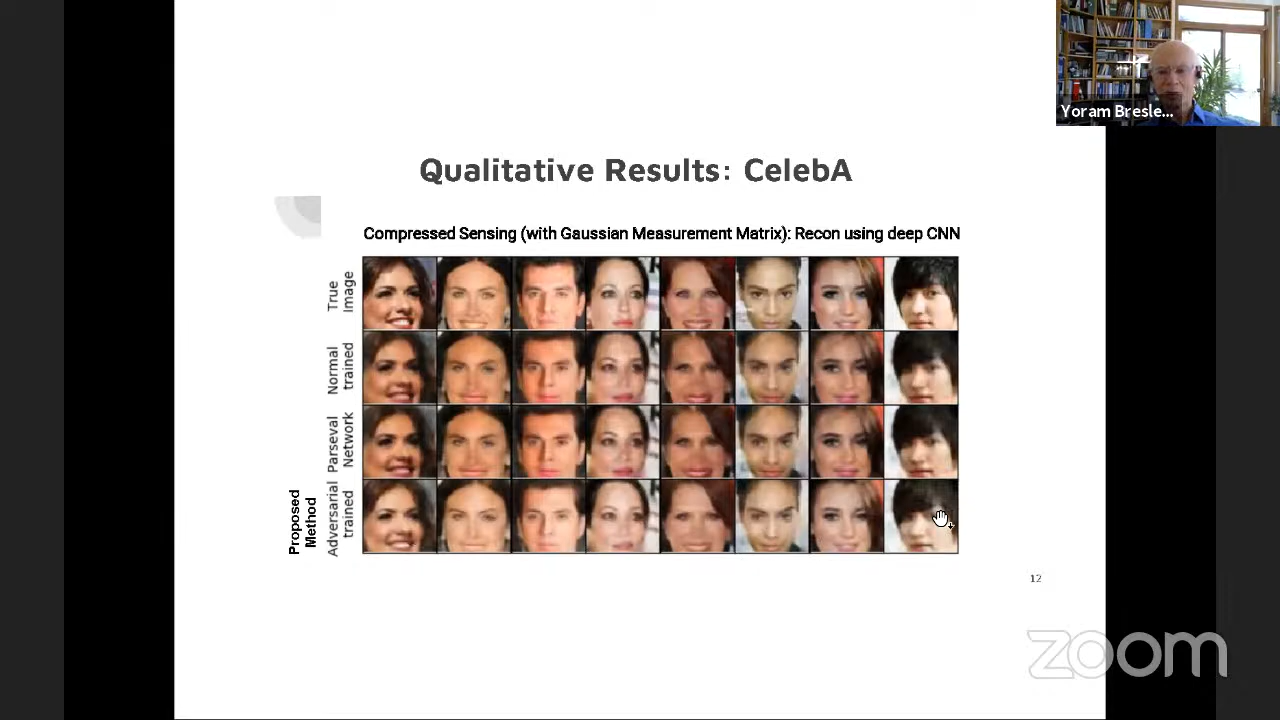 Yoram Bresle...
Qualitative Results: CelebA
Compressed Sensing (with Gaussian Measurement Matrix): Recon using deep CNN
True
Image
Normal
trained
Parseval
Network
Proposed
Method
Adversarial
trained
12
zoom